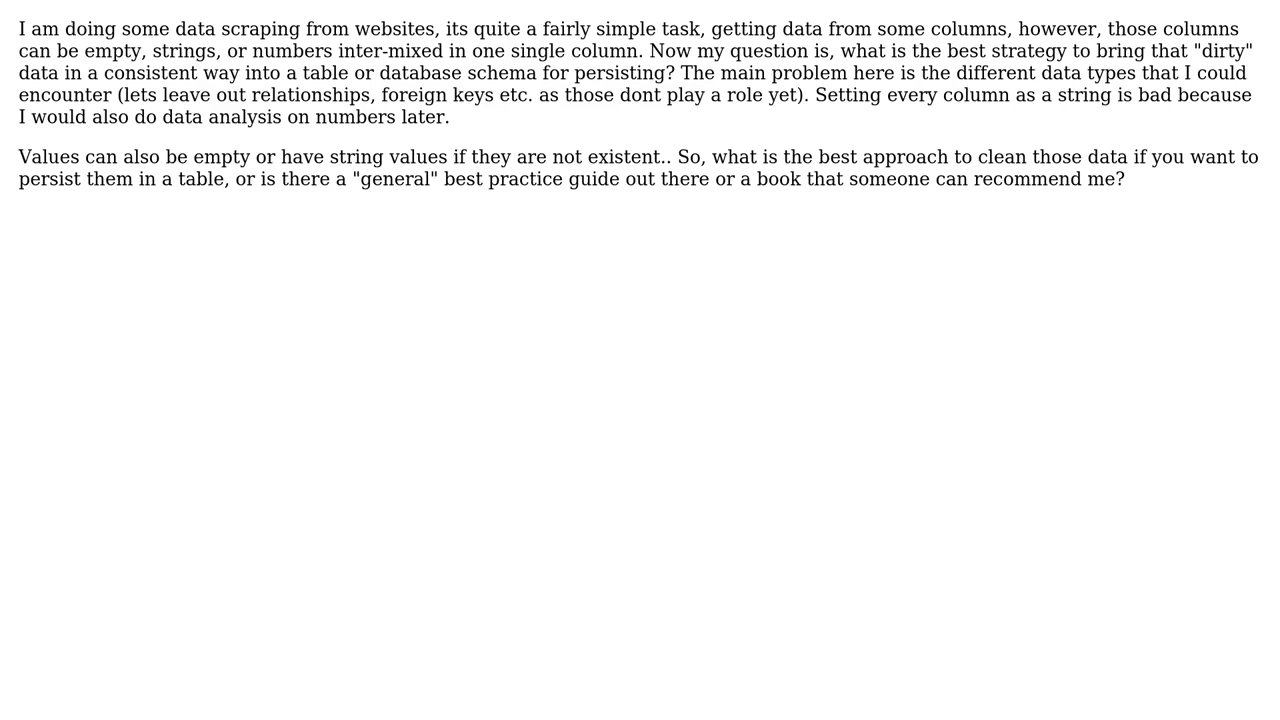 I am doing some data scraping from websites, its quite a fairly simple task, getting data from some columns, however, those columns
can be empty, strings, or numbers inter-mixed in one single column. Now my question is, what is the best strategy to bring that "dirty"
data in a consistent way into a table or database schema for persisting? The main problem here is the different data types that I could
encounter (lets leave out relationships, foreign keys etc. as those dont play a role yet). Setting every column as a string is bad because
I would also do data analysis on numbers later.
Values can also be empty or have string values if they are not existent.. So, what is the best approach to clean those data if you want to
persist them in a table, or is there a "general" best practice guide out there or a book that someone can recommend me?